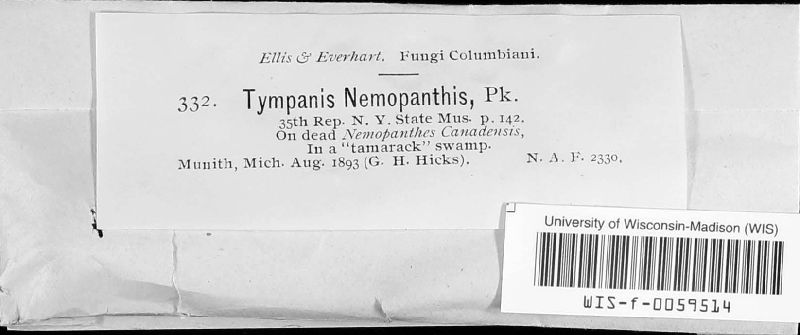 Ellis & Everhart. Fungi Columbiani.
332. Tympanis Nemopanthis, Pk.
35th Rep. N. Y. State Mus. p. 142.
On dead Nemopanthes Canadensis,
In a "tamarack" swamp.
Munith, Mich. Aug. 1893 (G. H. Hicks). N. A. F. 2330.
University of Wisconsin-Madison (WIS)
WIS-f-0059514